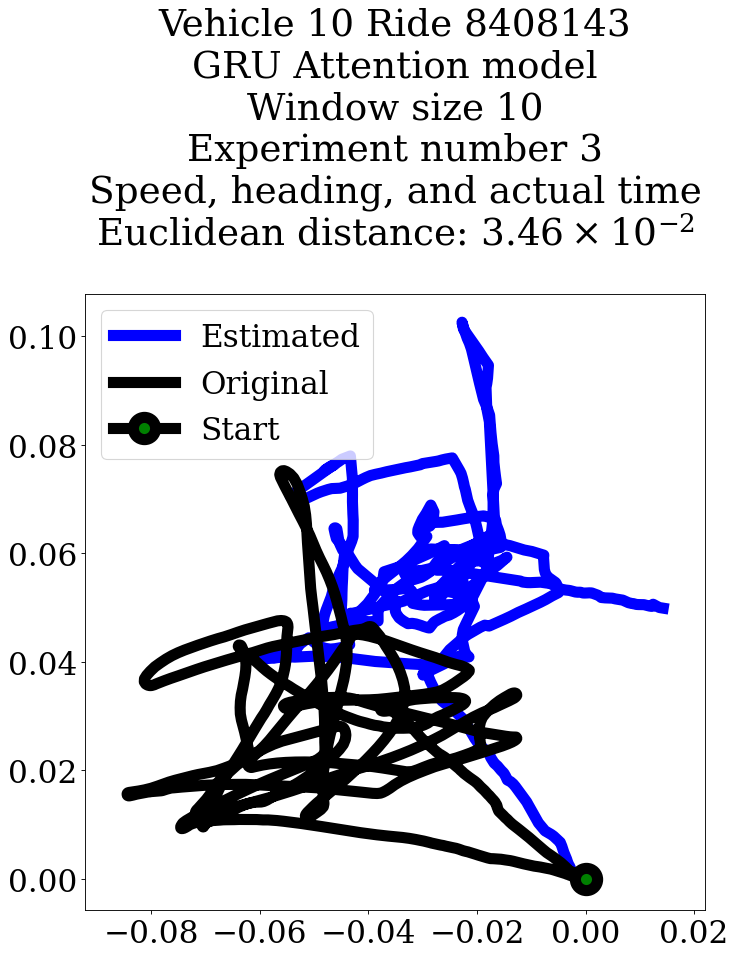 Vehicle 10 Ride 8408143
GRU Attention model
Window size 10
Experiment number 3
Speed, heading, and actual time
Euclidean distance: 3.46 × 10⁻²
Estimated
Original
Start
0.10
0.08
0.06
0.04
0.02
0.00
−0.08 −0.06 −0.04 −0.02 0.00 0.02